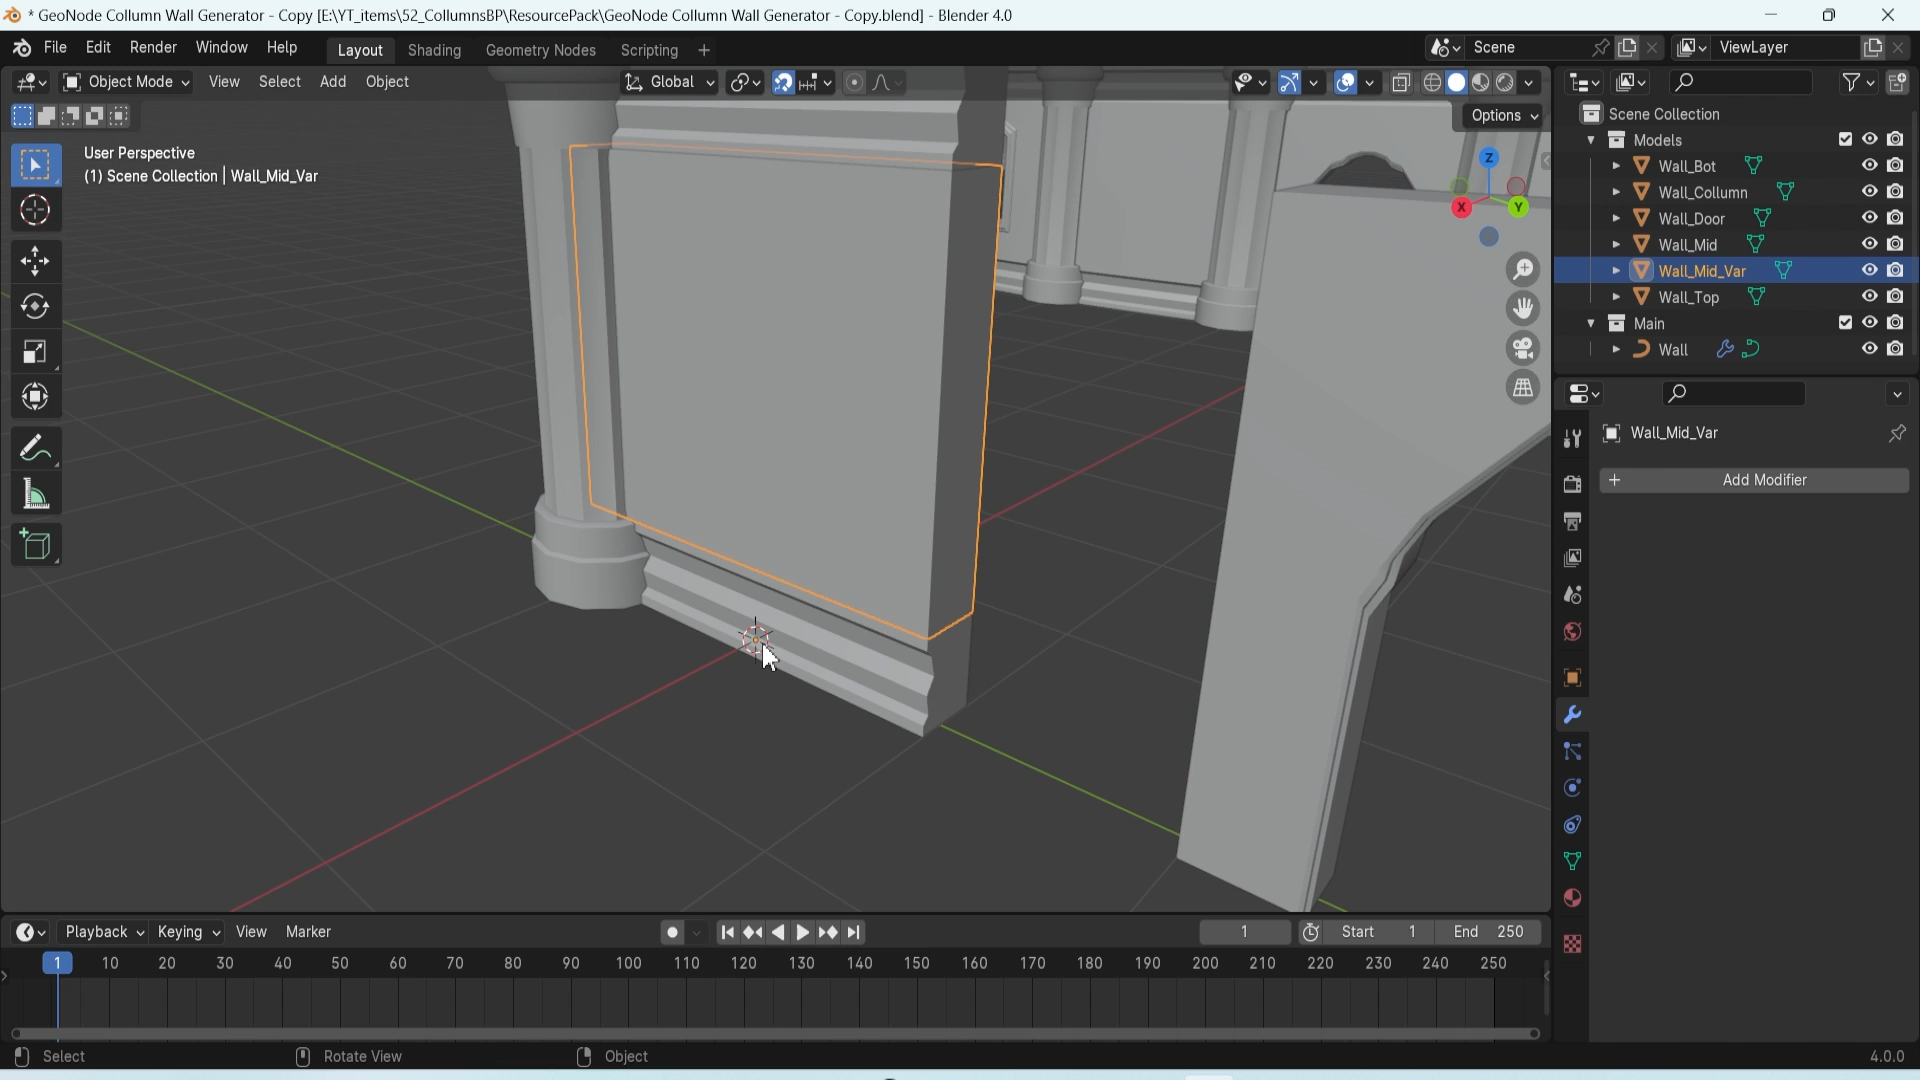 * GeoNode Collumn Wall Generator - Copy [E:\YT_items\52_CollumnsBP\ResourcePack\GeoNode Collumn Wall Generator - Copy.blend] - Blender 4.0
File Edit Render Window Help Layout Shading Geometry Nodes Scripting + Scene ViewLayer
Object Mode View Select Add Object Global
Options
User Perspective
(1) Scene Collection | Wall_Mid_Var
Z
X
Y
Scene Collection
Models
Wall_Bot
Wall_Collumn
Wall_Door
Wall_Mid
Wall_Mid_Var
Wall_Top
Main
Wall
Wall_Mid_Var
+ Add Modifier
Playback Keying View Marker 1 Start 1 End 250
1 10 20 30 40 50 60 70 80 90 100 110 120 130 140 150 160 170 180 190 200 210 220 230 240 250
Select Rotate View Object 4.0.0